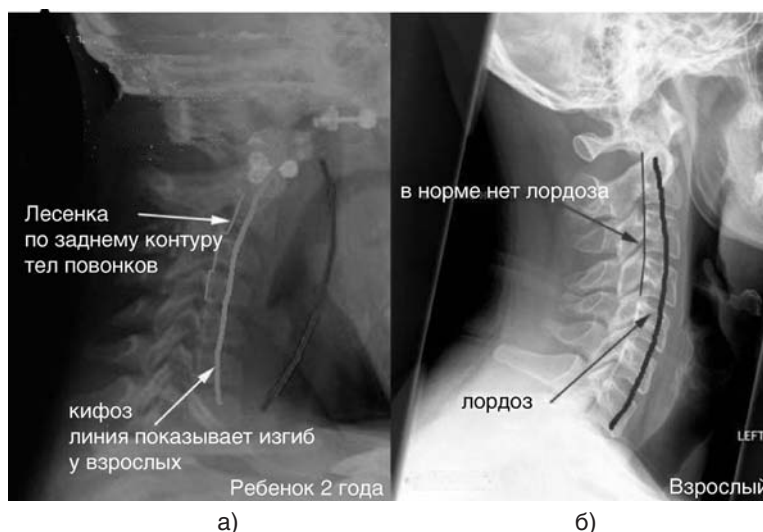 Лесенка
по заднему контуру
тел повонков
кифоз
линия показывает изгиб
у взрослых
Ребенок 2 года
в норме нет лордоза
лордоз
LEFT
Взрослый
а)
б)